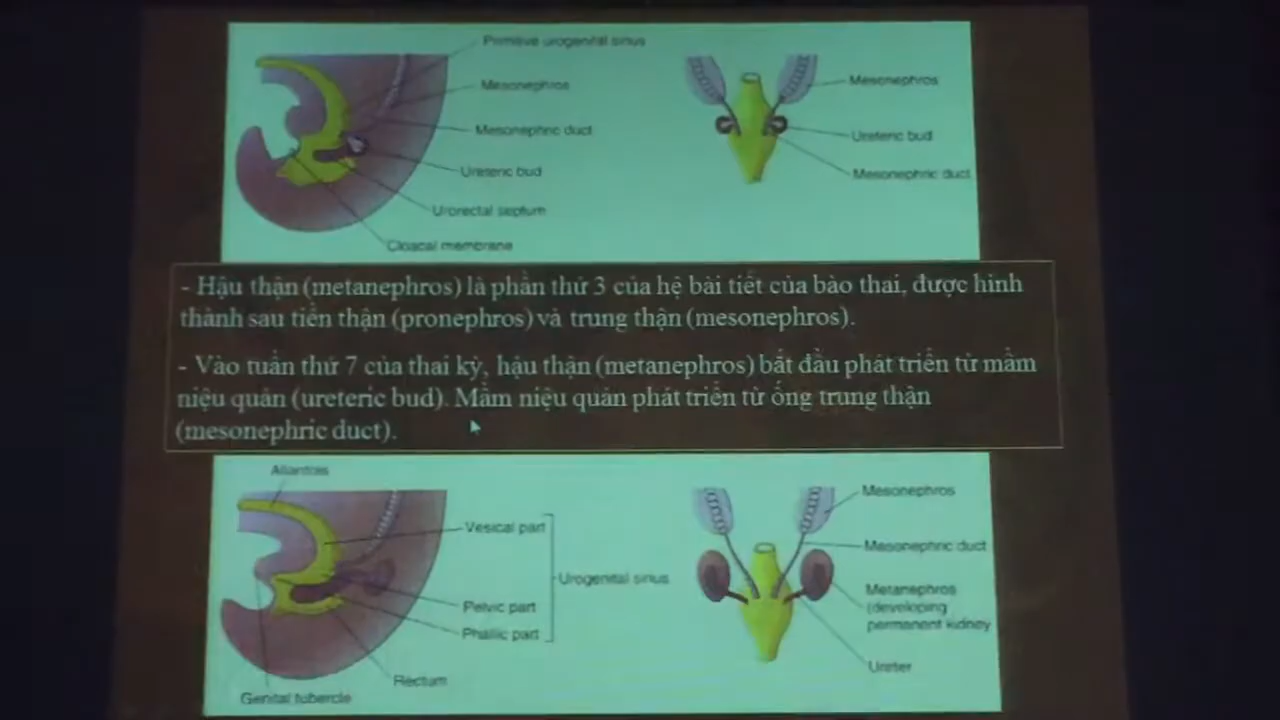 Primitive urogenital sinus
Mesonephros
Mesonephric duct
Ureteric bud
Urorectal septum
Cloacal membrane
Mesonephros
Ureteric bud
Mesonephric duct
- Hậu thận (metanephros) là phần thứ 3 của hệ bài tiết của bào thai, được hình
thành sau tiền thận (pronephros) và trung thận (mesonephros).
- Vào tuần thứ 7 của thai kỳ, hậu thận (metanephros) bắt đầu phát triển từ mầm
niệu quản (ureteric bud). Mầm niệu quản phát triển từ ống trung thận
(mesonephric duct).
Allantois
Vesical part
Urogenital sinus
Pelvic part
Phallic part
Rectum
Genital tubercle
Mesonephros
Mesonephric duct
Metanephros
(developing
permanent kidney
Ureter